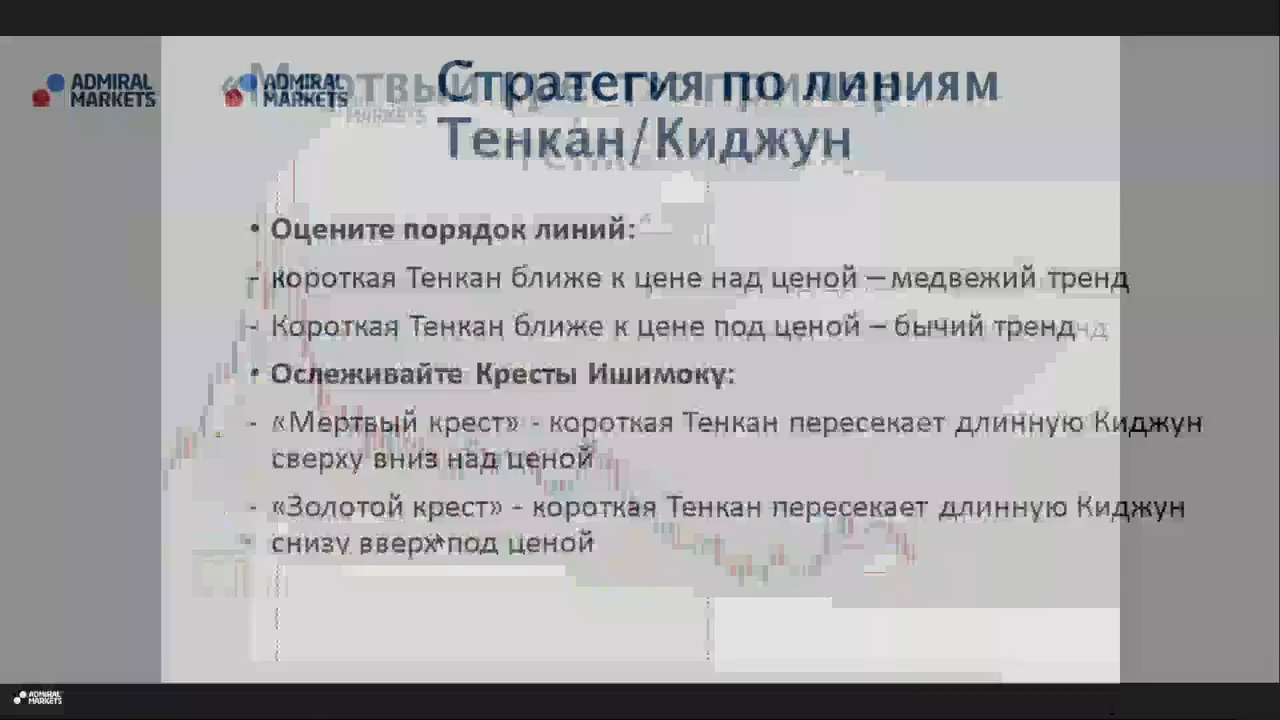 ADMIRAL
MARKETS
ADMIRAL
MARKETS
Стратегия по линиям
Тенкан/Киджун
• Оцените порядок линий:
- короткая Тенкан ближе к цене над ценой – медвежий тренд
- Короткая Тенкан ближе к цене под ценой – бычий тренд
• Ослеживайте Кресты Ишимоку:
- «Мертвый крест» - короткая Тенкан пересекает длинную Киджун
сверху вниз над ценой
- «Золотой крест» - короткая Тенкан пересекает длинную Киджун
снизу вверх под ценой
ADMIRAL
MARKETS